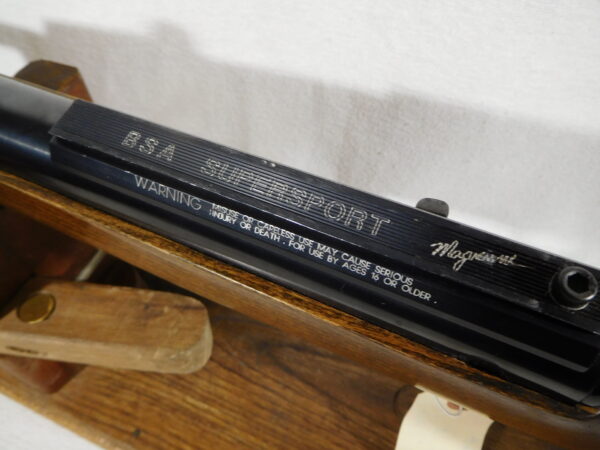 BSA SUPERSPORT
Magnum
WARNING MISUSE OR CARELESS USE MAY CAUSE SERIOUS
INJURY OR DEATH. FOR USE BY AGES 16 OR OLDER.